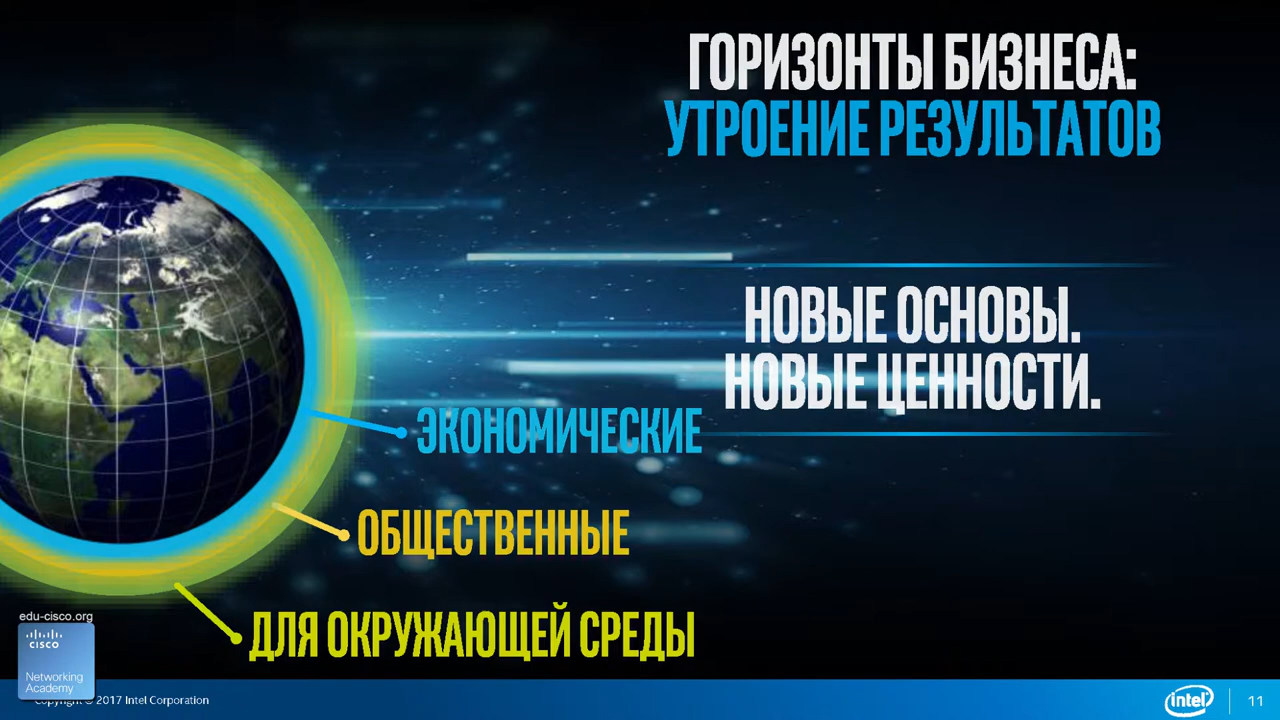 ГОРИЗОНТЫ БИЗНЕСА:
УТРОЕНИЕ РЕЗУЛЬТАТОВ
НОВЫЕ ОСНОВЫ.
НОВЫЕ ЦЕННОСТИ.
ЭКОНОМИЧЕСКИЕ
ОБЩЕСТВЕННЫЕ
ДЛЯ ОКРУЖАЮЩЕЙ СРЕДЫ
edu-cisco.org
CISCO
Networking
Academy
Copyright © 2017 Intel Corporation
intel
11